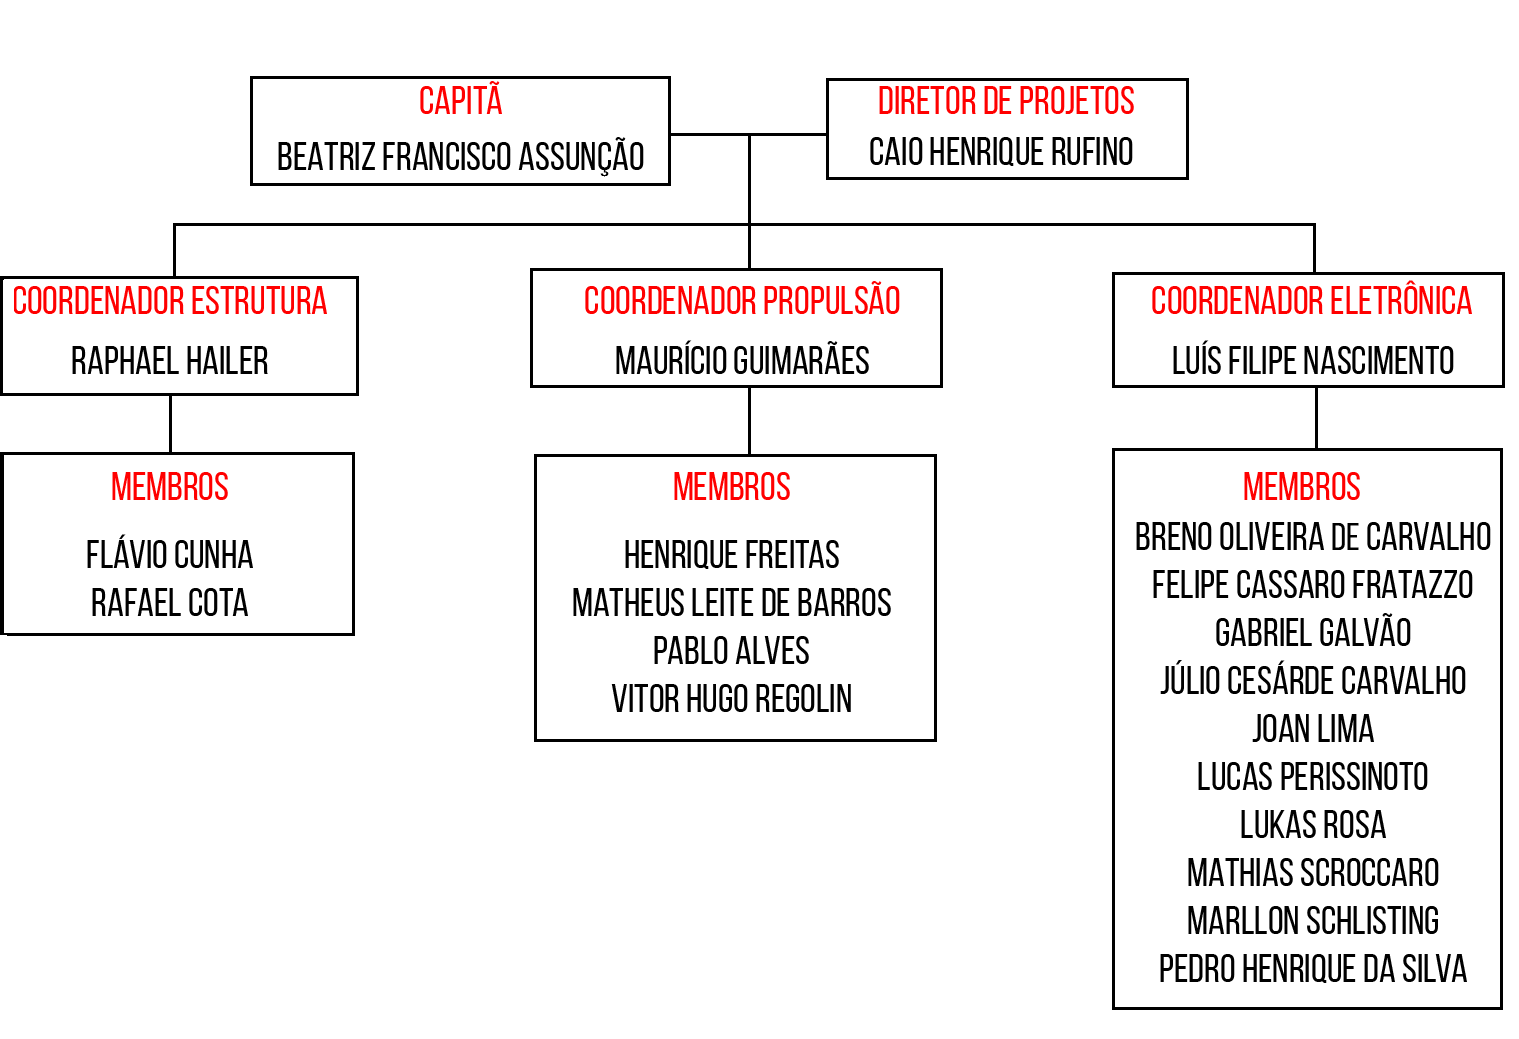 CAPITÃ
BEATRIZ FRANCISCO ASSUNÇÃO
DIRETOR DE PROJETOS
CAIO HENRIQUE RUFINO
COORDENADOR ESTRUTURA
RAPHAEL HAILER
COORDENADOR PROPULSÃO
MAURÍCIO GUIMARÃES
COORDENADOR ELETRÔNICA
LUÍS FILIPE NASCIMENTO
MEMBROS
FLÁVIO CUNHA
RAFAEL COTA
MEMBROS
HENRIQUE FREITAS
MATHEUS LEITE DE BARROS
PABLO ALVES
VITOR HUGO REGOLIN
MEMBROS
BRENO OLIVEIRA DE CARVALHO
FELIPE CASSARO FRATAZZO
GABRIEL GALVÃO
JÚLIO CESÁRDE CARVALHO
JOAN LIMA
LUCAS PERISSINOTO
LUKAS ROSA
MATHIAS SCROCCARO
MARLLON SCHLISTING
PEDRO HENRIQUE DA SILVA